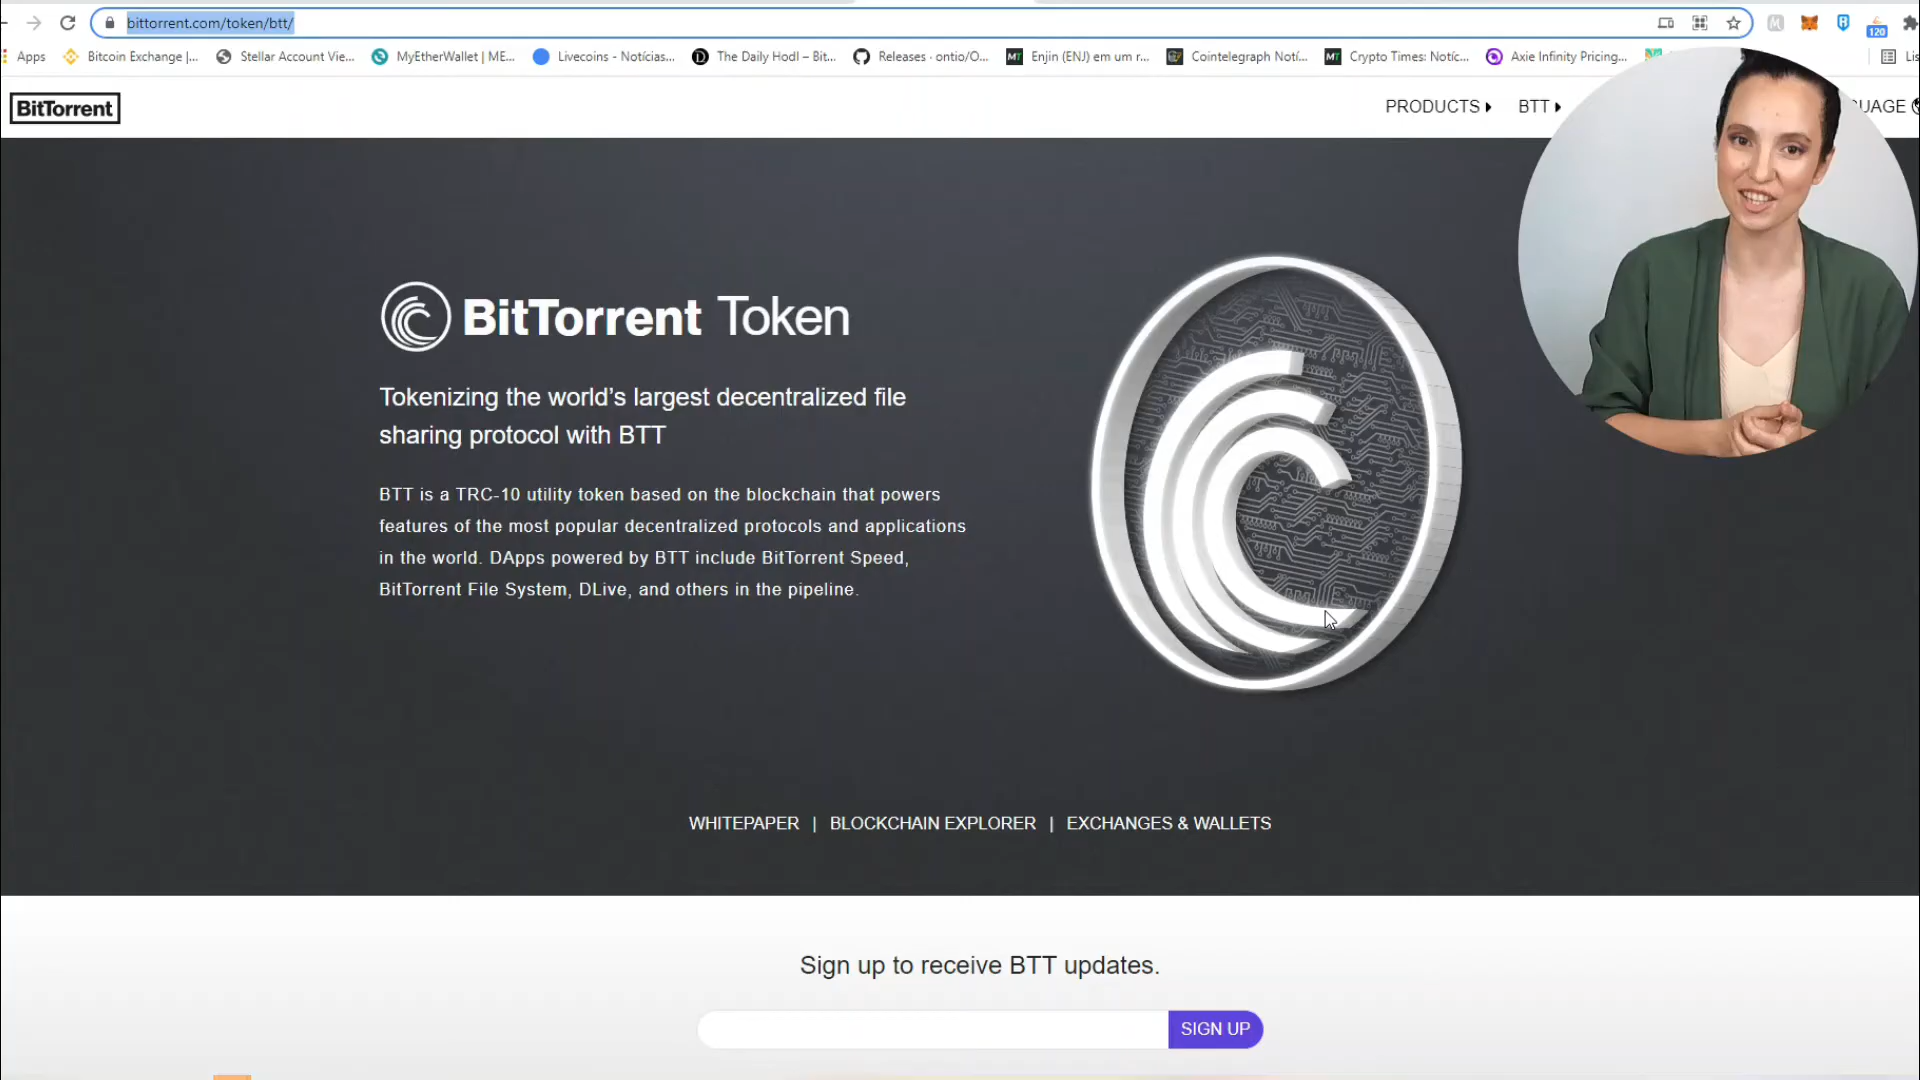 bittorrent.com/token/btt/
120
Apps
Bitcoin Exchange |...
Stellar Account Vie...
MyEtherWallet | ME...
Livecoins - Notícias...
The Daily Hodl – Bit...
Releases · ontio/O...
MT
Enjin (ENJ) em um r...
Cointelegraph Notí...
MT
Crypto Times: Notíc...
Axie Infinity Pricing...
Lis
BitTorrent
PRODUCTS
BTT
UAGE
BitTorrent Token
Tokenizing the world's largest decentralized file
sharing protocol with BTT
BTT is a TRC-10 utility token based on the blockchain that powers
features of the most popular decentralized protocols and applications
in the world. DApps powered by BTT include BitTorrent Speed,
BitTorrent File System, DLive, and others in the pipeline.
WHITEPAPER | BLOCKCHAIN EXPLORER | EXCHANGES & WALLETS
Sign up to receive BTT updates.
SIGN UP